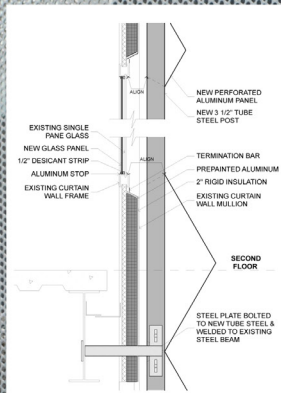 ALIGN
NEW PERFORATED
ALUMINUM PANEL
NEW 3 1/2" TUBE
STEEL POST
EXISTING SINGLE
PANE GLASS
NEW GLASS PANEL
1/2" DESICANT STRIP
ALUMINUM STOP
EXISTING CURTAIN
WALL FRAME
ALIGN
TERMINATION BAR
PREPAINTED ALUMINUM
2" RIGID INSULATION
EXISTING CURTAIN
WALL MULLION
SECOND
FLOOR
STEEL PLATE BOLTED
TO NEW TUBE STEEL &
WELDED TO EXISTING
STEEL BEAM